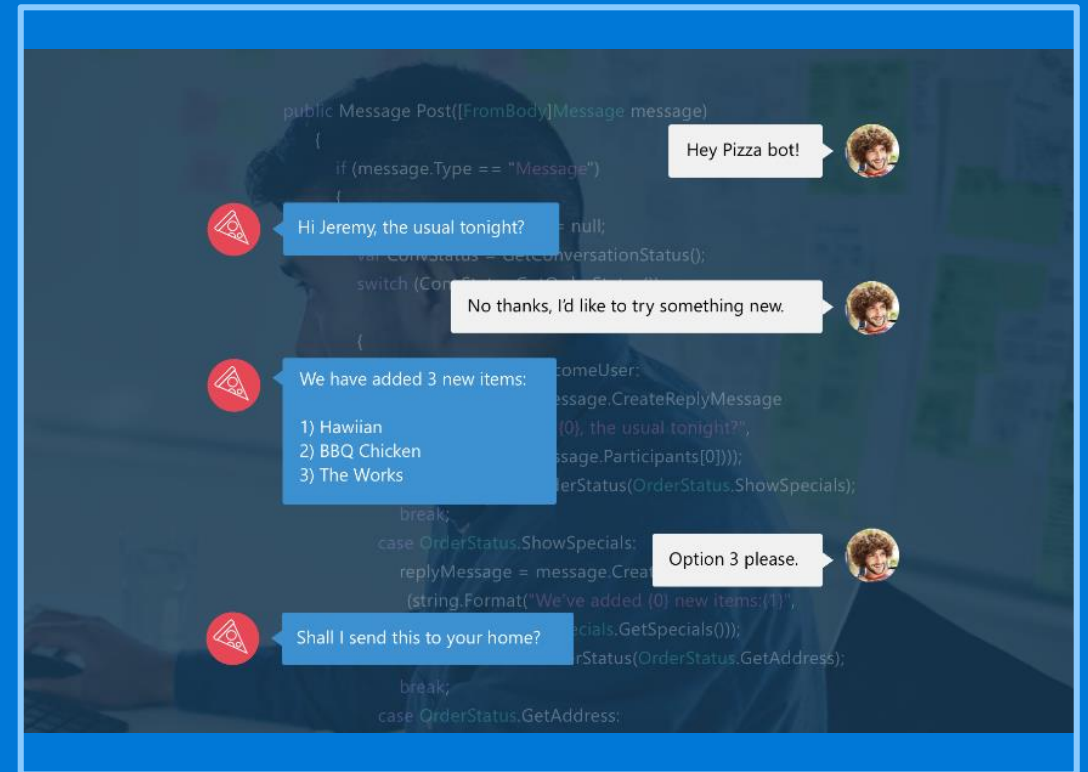 public Message Post([FromBody]Message message)
{
Hey Pizza bot!
if (message.Type == "Message")
{
Hi Jeremy, the usual tonight?
= null;
var ConvStatus = GetConversationStatus();
switch
No thanks, I'd like to try something new.
{
We have added 3 new items:
comeUser:
1) Hawiian
2) BBQ Chicken
3) The Works
essage.CreateReplyMessage
{0}, the usual tonight?",
ssage.Participants[0])));
erStatus(OrderStatus.ShowSpecials);
break;
case OrderStatus.ShowSpecials:
Option 3 please.
replyMessage = message.Creat
(string.Format("We've added {0} new items:{1}",
Shall I send this to your home?
ecials.GetSpecials()));
rStatus(OrderStatus.GetAddress);
break;
case OrderStatus.GetAddress: